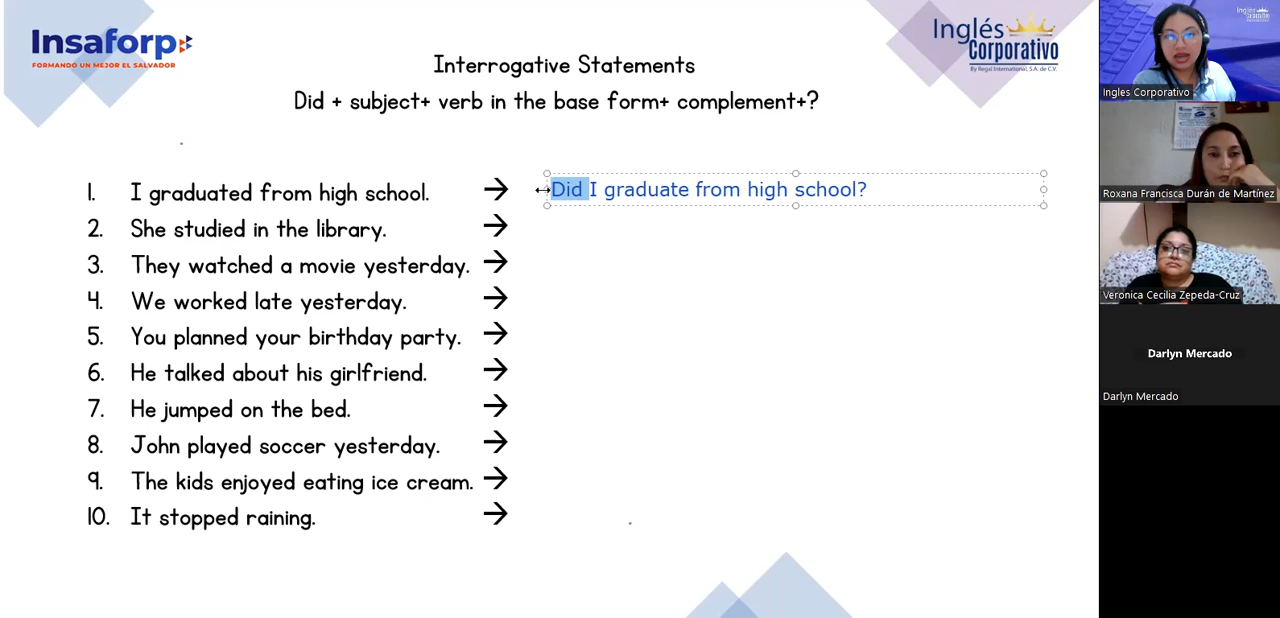 Insaforp
FORMANDO UN MEJOR EL SALVADOR
Inglés
Corporativo
By Regal International, S.A. de C.V.
Interrogative Statements
Did + subject+ verb in the base form+ complement+?
1. I graduated from high school. → Did I graduate from high school?
2. She studied in the library. →
3. They watched a movie yesterday. →
4. We worked late yesterday. →
5. You planned your birthday party. →
6. He talked about his girlfriend. →
7. He jumped on the bed. →
8. John played soccer yesterday. →
9. The kids enjoyed eating ice cream. →
10. It stopped raining. →
Ingles Corporativo
Roxana Francisca Durán de Martínez
Veronica Cecilia Zepeda-Cruz
Darlyn Mercado
Darlyn Mercado